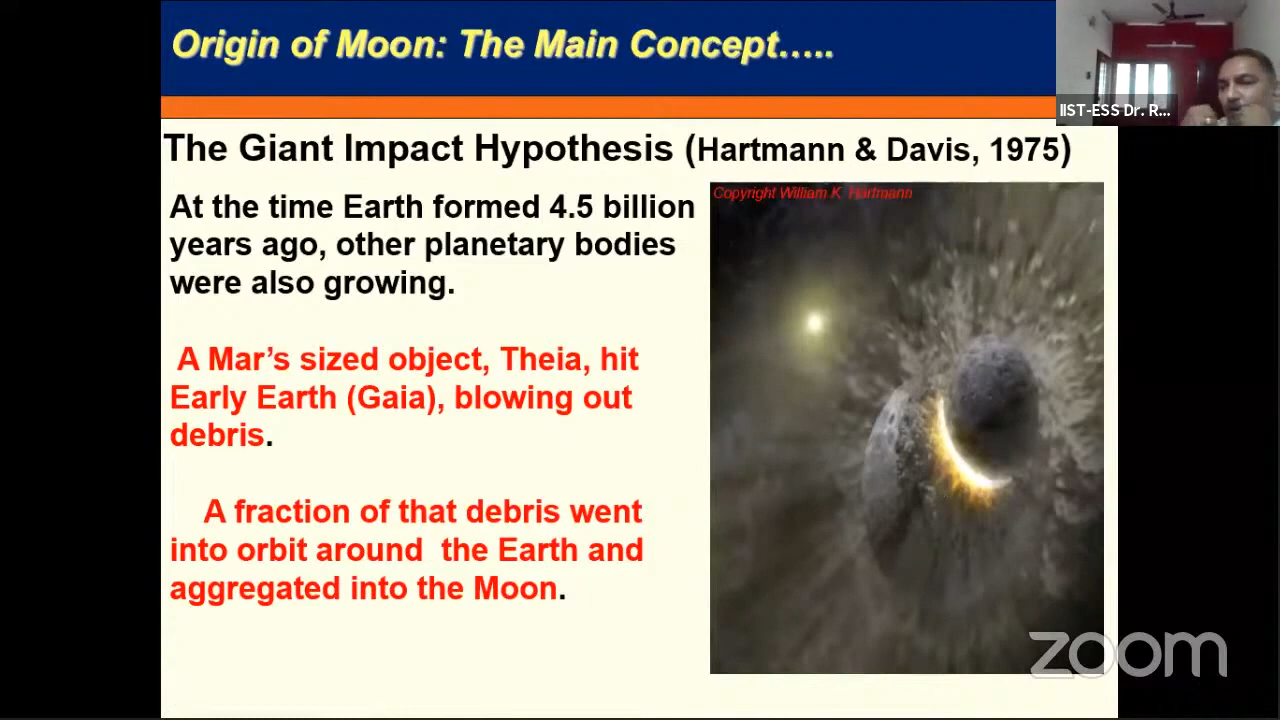 Origin of Moon: The Main Concept…..
IIST-ESS Dr. R...
The Giant Impact Hypothesis (Hartmann & Davis, 1975)
Copyright William K Hartmann
At the time Earth formed 4.5 billion
years ago, other planetary bodies
were also growing.
A Mar’s sized object, Theia, hit
Early Earth (Gaia), blowing out
debris.
A fraction of that debris went
into orbit around the Earth and
aggregated into the Moon.
zoom